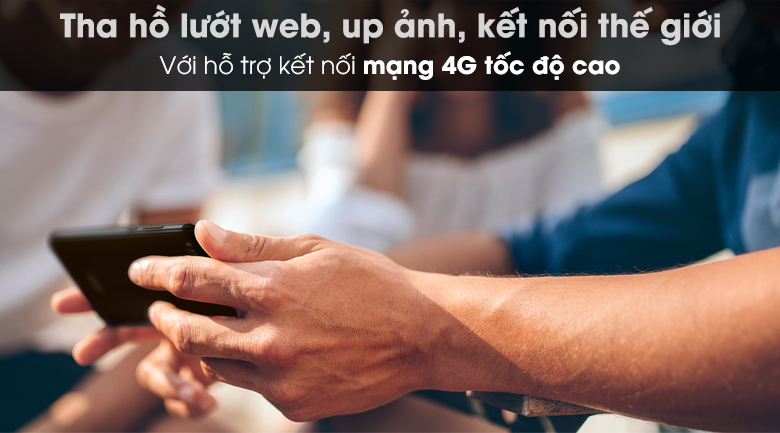 Tha hồ lướt web, up ảnh, kết nối thế giới
Với hỗ trợ kết nối mạng 4G tốc độ cao